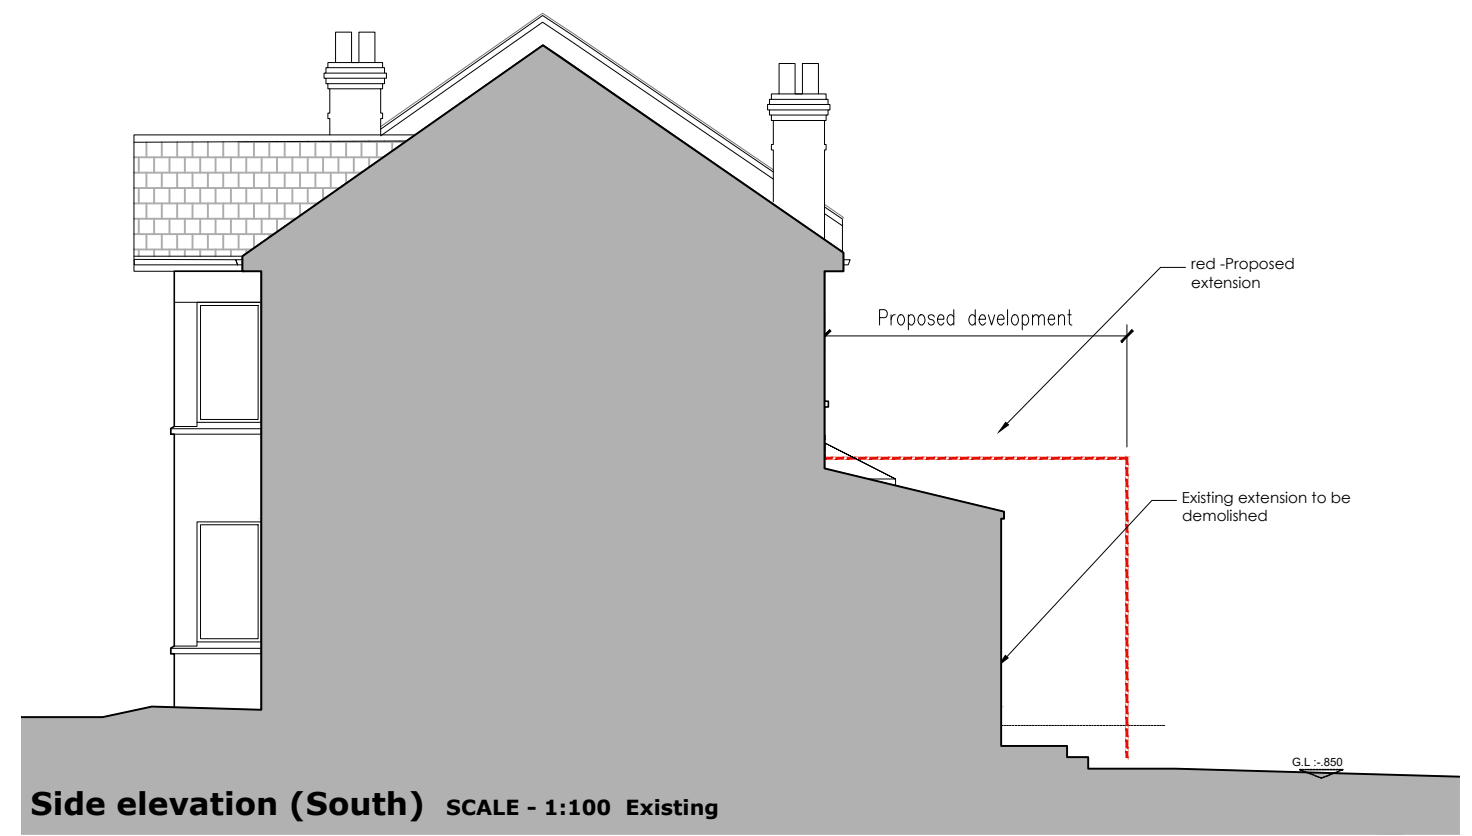 red -Proposed
extension
Proposed development
Existing extension to be
demolished
G.L :-.850
Side elevation (South) SCALE - 1:100 Existing